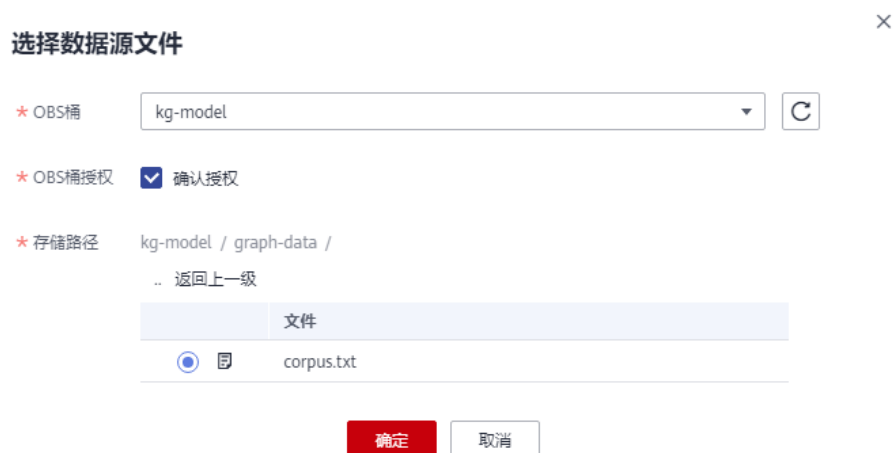 选择数据源文件
* OBS桶 kg-model
* OBS桶授权 确认授权
* 存储路径 kg-model / graph-data /
.. 返回上一级
文件
corpus.txt
确定 取消